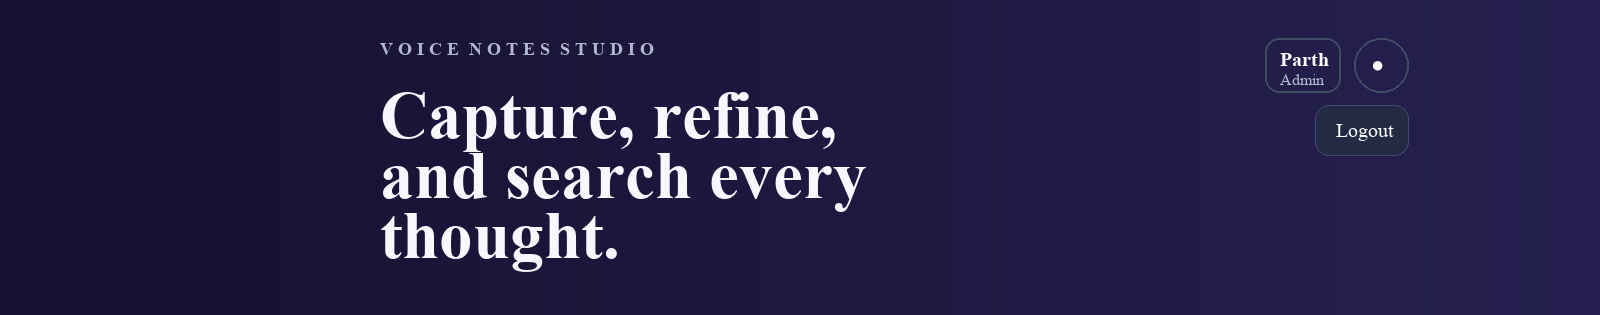 VOICE NOTES STUDIO
Capture, refine,
and search every
thought.
Parth
Admin
Logout